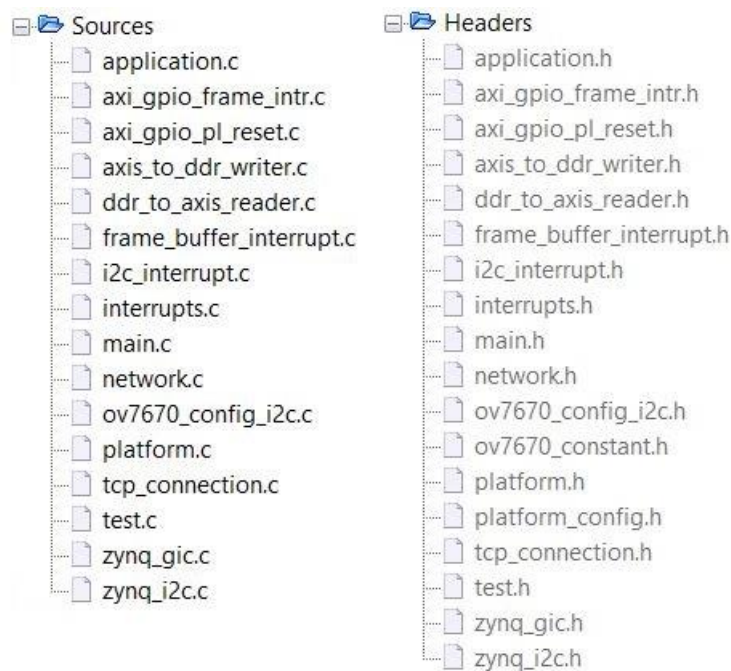 Sources
application.c
axi_gpio_frame_intr.c
axi_gpio_pl_reset.c
axis_to_ddr_writer.c
ddr_to_axis_reader.c
frame_buffer_interrupt.c
i2c_interrupt.c
interrupts.c
main.c
network.c
ov7670_config_i2c.c
platform.c
tcp_connection.c
test.c
zynq_gic.c
zynq_i2c.c
Headers
application.h
axi_gpio_frame_intr.h
axi_gpio_pl_reset.h
axis_to_ddr_writer.h
ddr_to_axis_reader.h
frame_buffer_interrupt.h
i2c_interrupt.h
interrupts.h
main.h
network.h
ov7670_config_i2c.h
ov7670_constant.h
platform.h
platform_config.h
tcp_connection.h
test.h
zynq_gic.h
zynq_i2c.h